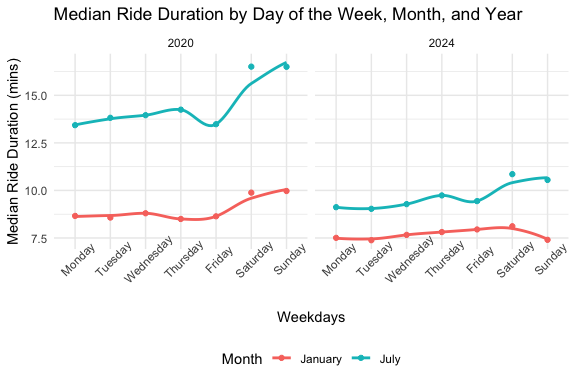 Median Ride Duration by Day of the Week, Month, and Year
2020 2024
Median Ride Duration (mins)
15.0
12.5
10.0
7.5
Monday Tuesday Wednesday Thursday Friday Saturday Sunday Monday Tuesday Wednesday Thursday Friday Saturday Sunday
Weekdays
Month January July